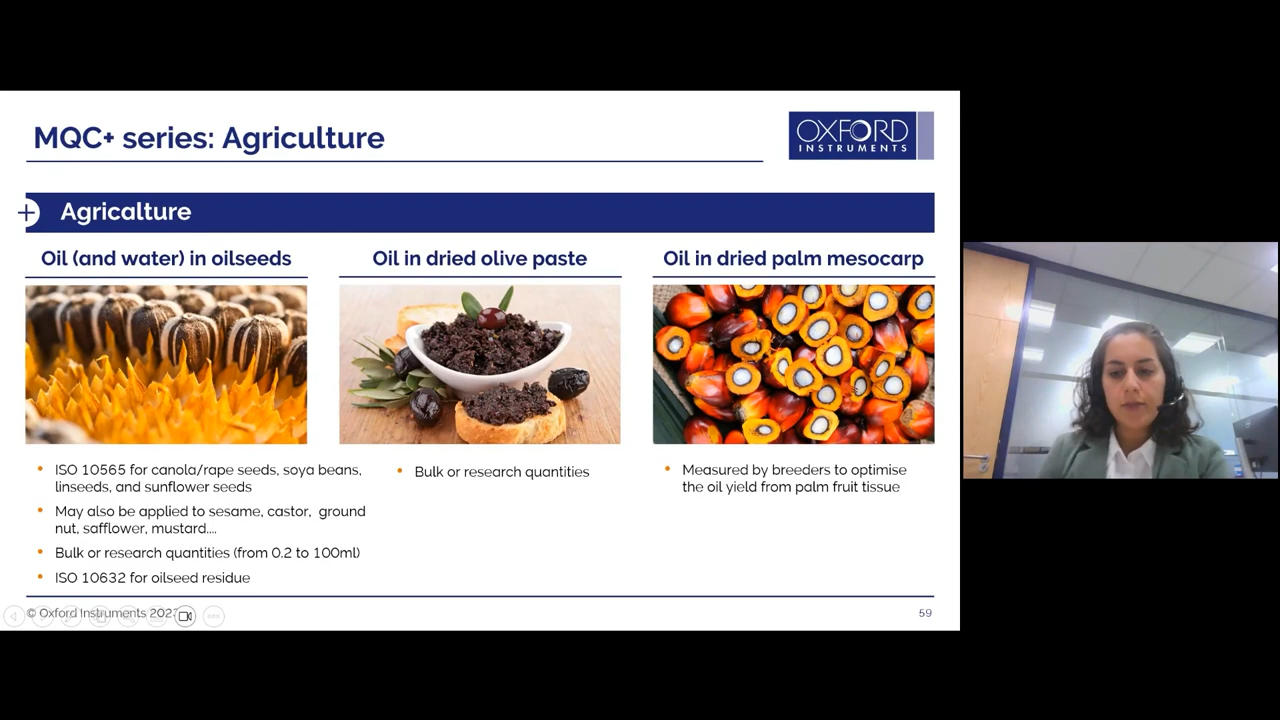 MQC+ series: Agriculture
OXFORD
INSTRUMENTS
Agricalture
Oil (and water) in oilseeds
Oil in dried olive paste
Oil in dried palm mesocarp
ISO 10565 for canola/rape seeds, soya beans,
linseeds, and sunflower seeds
May also be applied to sesame, castor, ground
nut, safflower, mustard....
Bulk or research quantities (from 0.2 to 100ml)
ISO 10632 for oilseed residue
Bulk or research quantities
Measured by breeders to optimise
the oil yield from palm fruit tissue
© Oxford Instruments
59